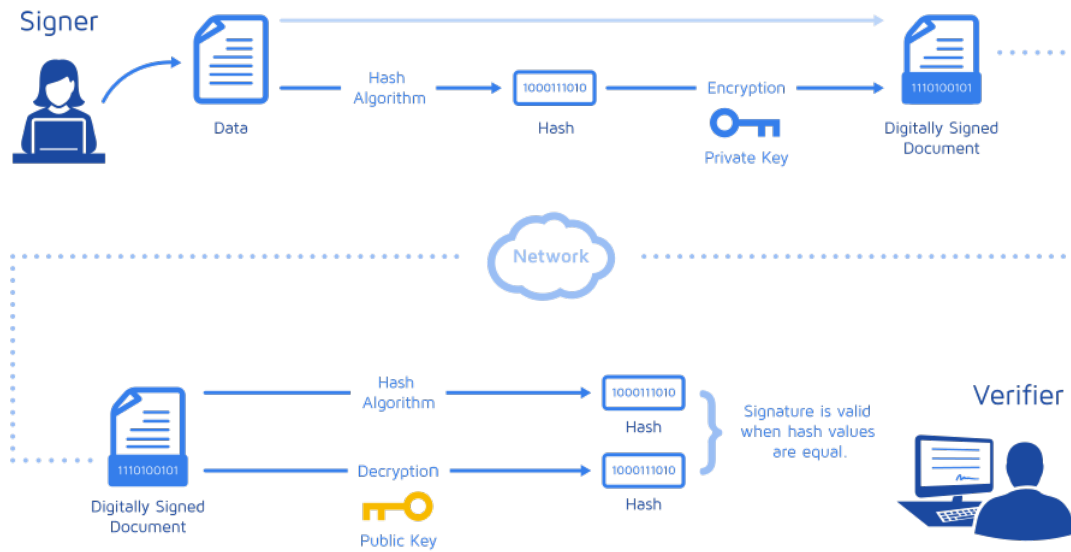 Signer
Hash
Algorithm
1000111010
Encryption
1110100101
Data
Hash
Private Key
Digitally Signed
Document
Network
Hash
Algorithm
1000111010
Hash
Signature is valid
when hash values
are equal.
Verifier
1110100101
Decryption
1000111010
Digitally Signed
Document
Public Key
Hash